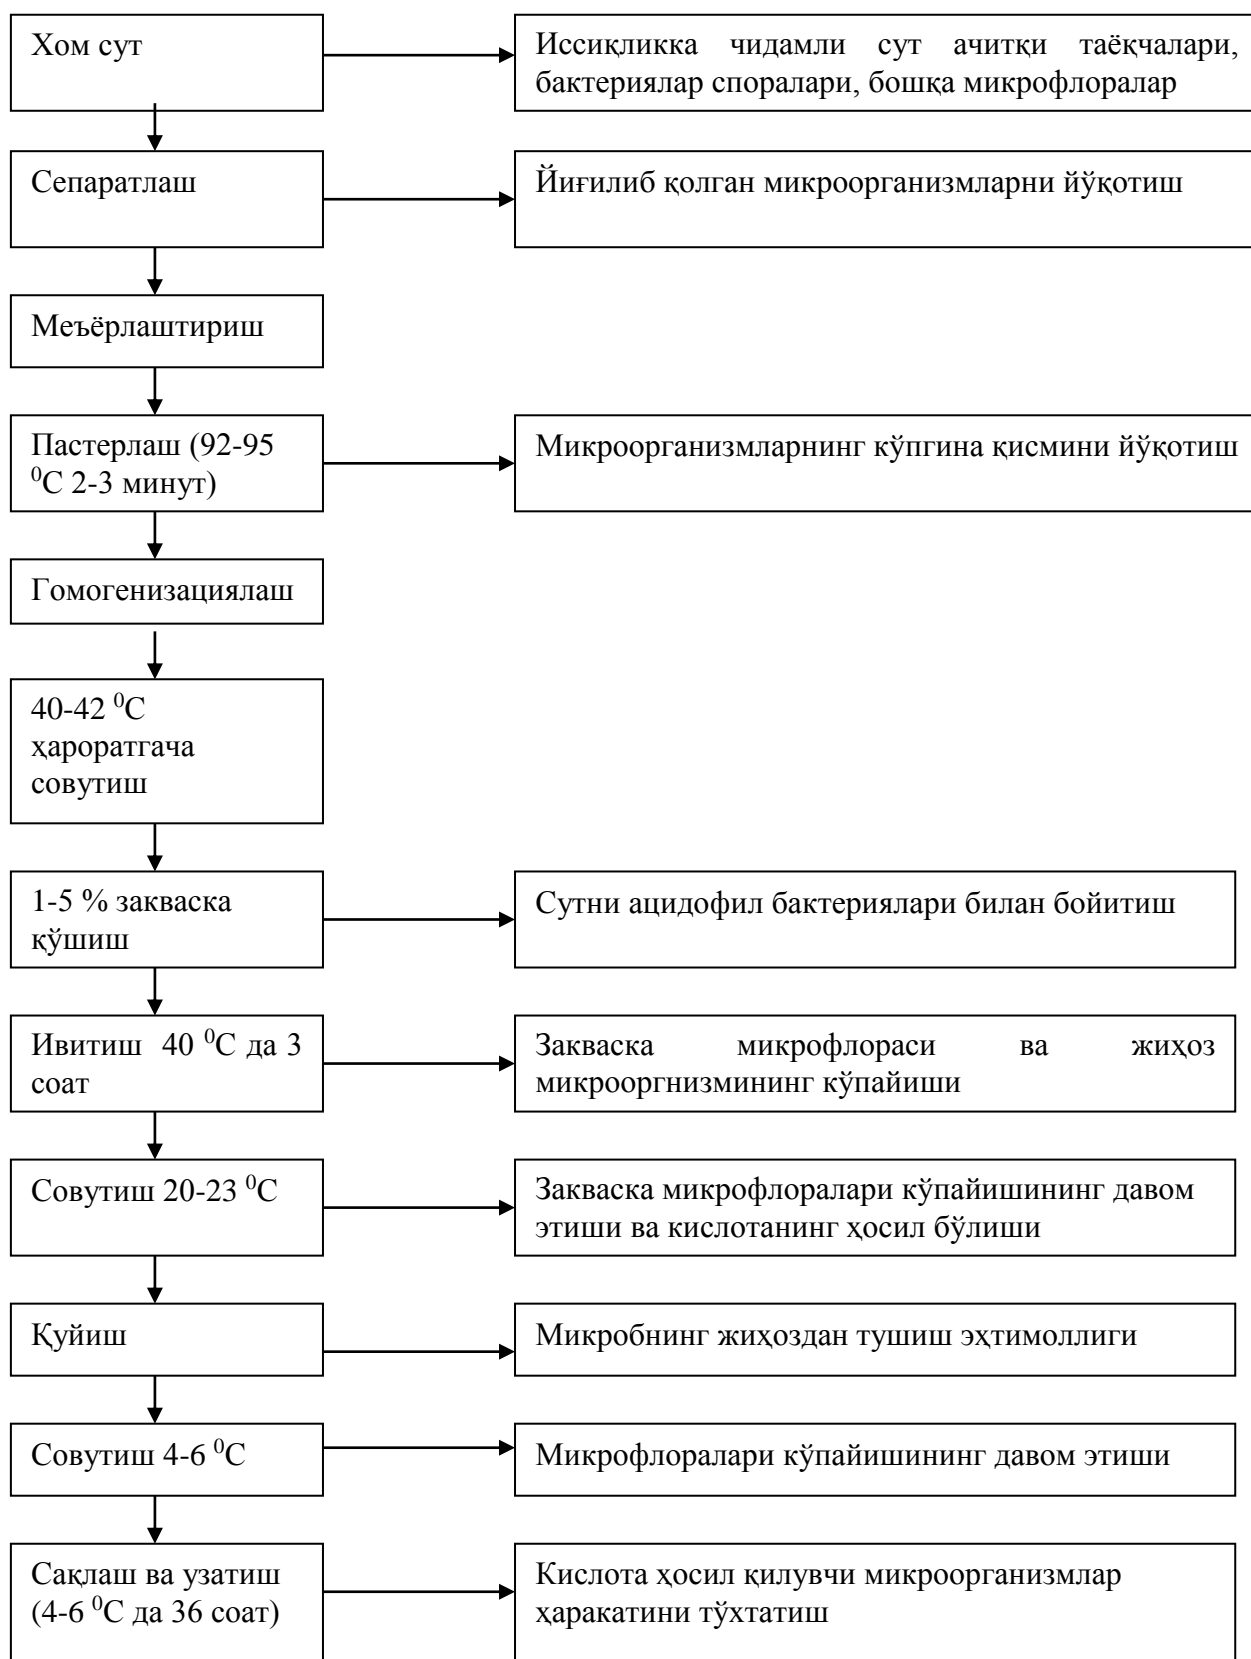 Хом сут
Иссиқликка чидамли сут ачитқи таёқчалари,
бактериялар споралари, бошқа микрофлоралар
Сепаратлаш
Йиғилиб қолган микроорганизмларни йўқотиш
Меъёрлаштириш
Пастерлаш (92-95
⁰С 2-3 минут)
Микроорганизмларнинг кўпгина қисмини йўқотиш
Гомогенизациялаш
40-42 ⁰С
ҳароратгача
совутиш
1-5 % закваска
қўшиш
Сутни ацидофил бактериялари билан бойитиш
Ивитиш 40 ⁰С да 3
соат
Закваска микрофлораси ва жиҳоз
микрооргнизмининг кўпайиши
Совутиш 20-23 ⁰С
Закваска микрофлоралари кўпайишининг давом
этиши ва кислотанинг ҳосил бўлиши
Қуйиш
Микробнинг жиҳоздан тушиш эҳтимоллиги
Совутиш 4-6 ⁰С
Микрофлоралари кўпайишининг давом этиши
Сақлаш ва узатиш
(4-6 ⁰С да 36 соат)
Кислота ҳосил қилувчи микроорганизмлар
ҳаракатини тўхтатиш